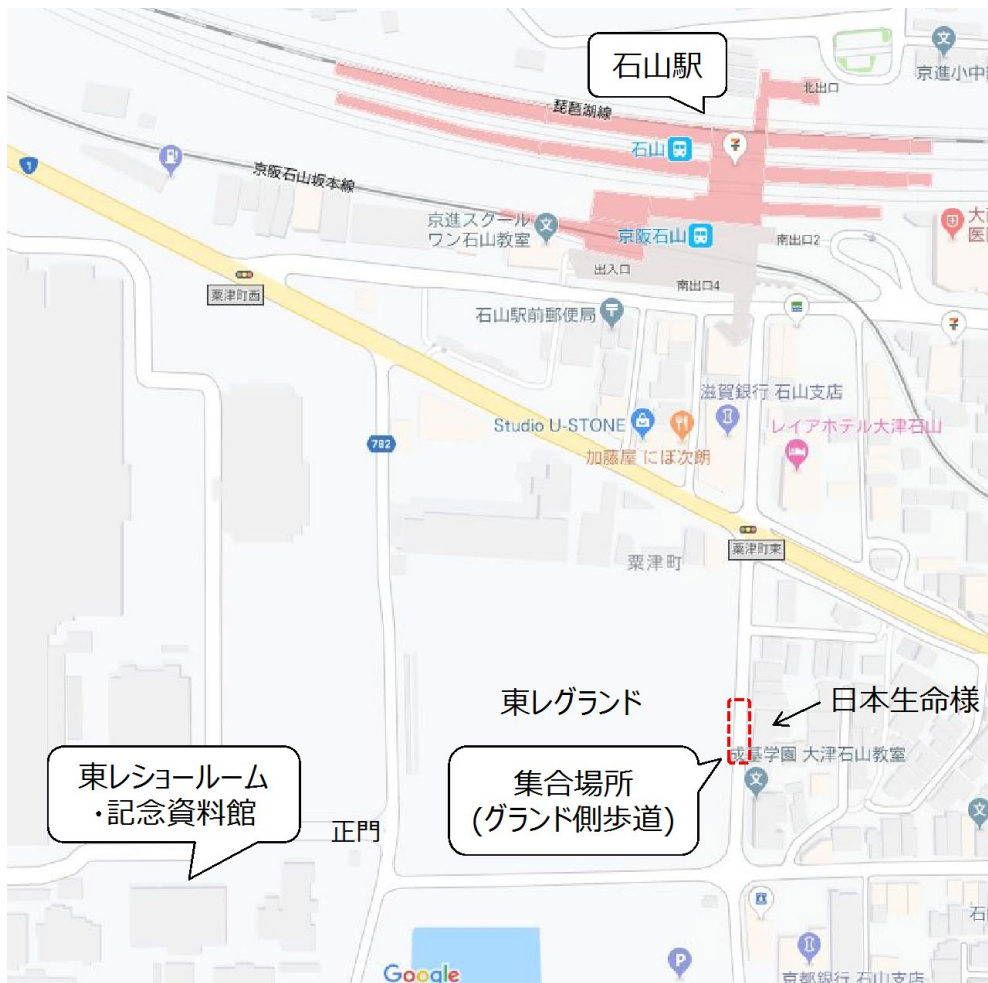 石山駅
京進小中
北出口
琵琶湖線
石山
1
京阪石山坂本線
京進スクール
ワン石山教室
京阪石山
南出口2
医
出入口
南出口4
粟津町西
石山駅前郵便局
滋賀銀行 石山支店
Studio U-STONE
レイアホテル大津石山
782
加藤屋 にぼ次朗
粟津町東
粟津町
東レグランド
日本生命様
成基学園 大津石山教室
東レショールーム
・記念資料館
集合場所
(グランド側歩道)
正門
石
P
Google
京都銀行 石山支店